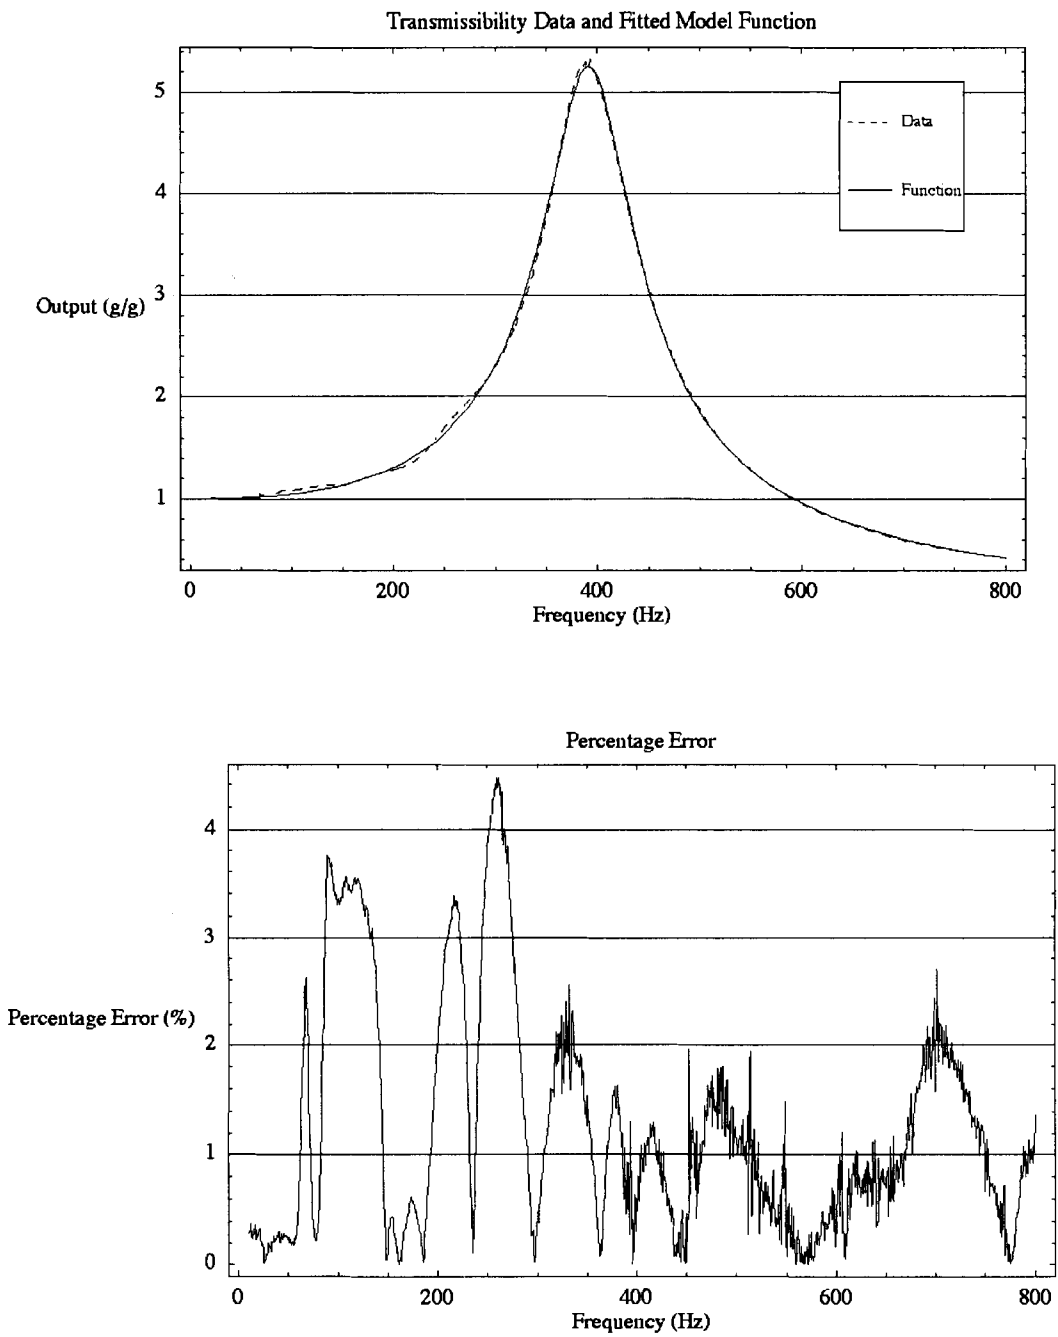 Transmissibility Data and Fitted Model Function
5
4
3
2
1
Output (g/g)
Data
Function
0
200
400
600
800
Frequency (Hz)
Percentage Error
4
3
2
1
0
Percentage Error (%)
0
200
400
600
800
Frequency (Hz)